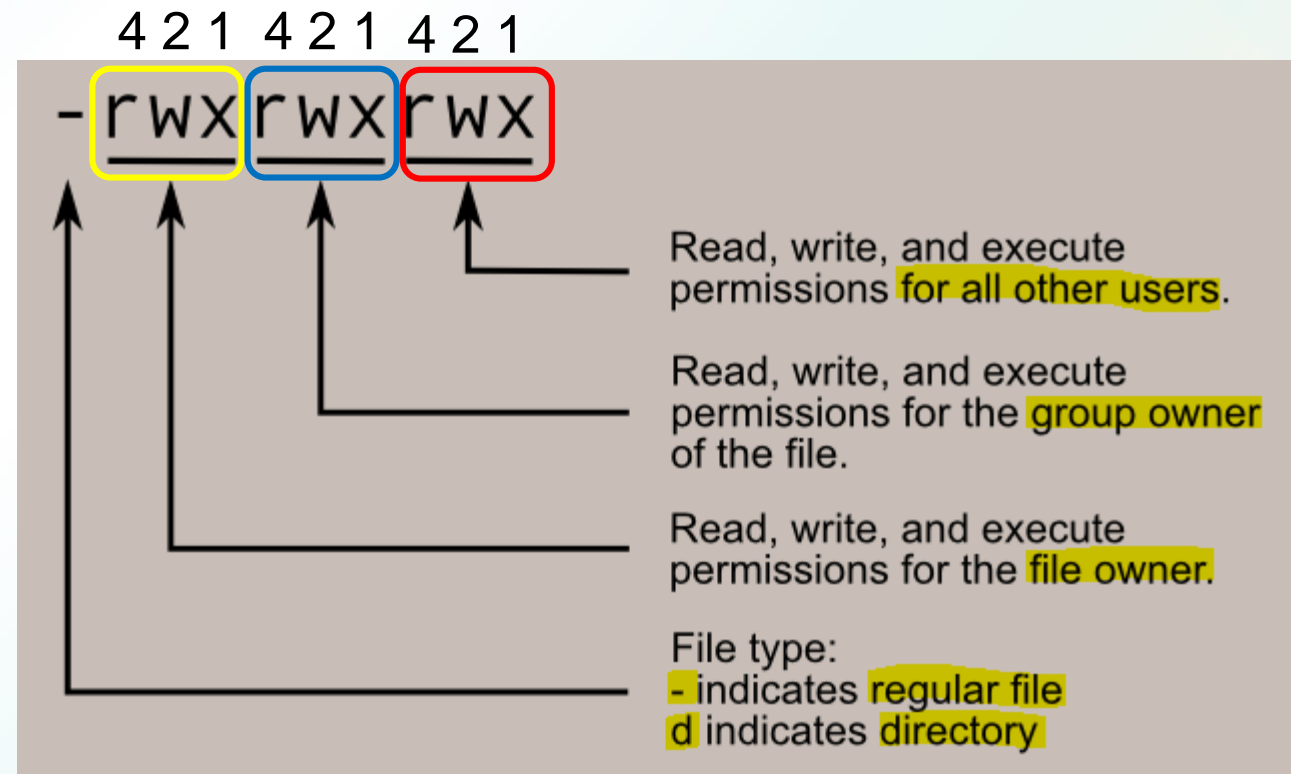 4 2 1 4 2 1 4 2 1
-rwxrwxrwx
Read, write, and execute
permissions for all other users.
Read, write, and execute
permissions for the group owner
of the file.
Read, write, and execute
permissions for the file owner.
File type:
- indicates regular file
d indicates directory